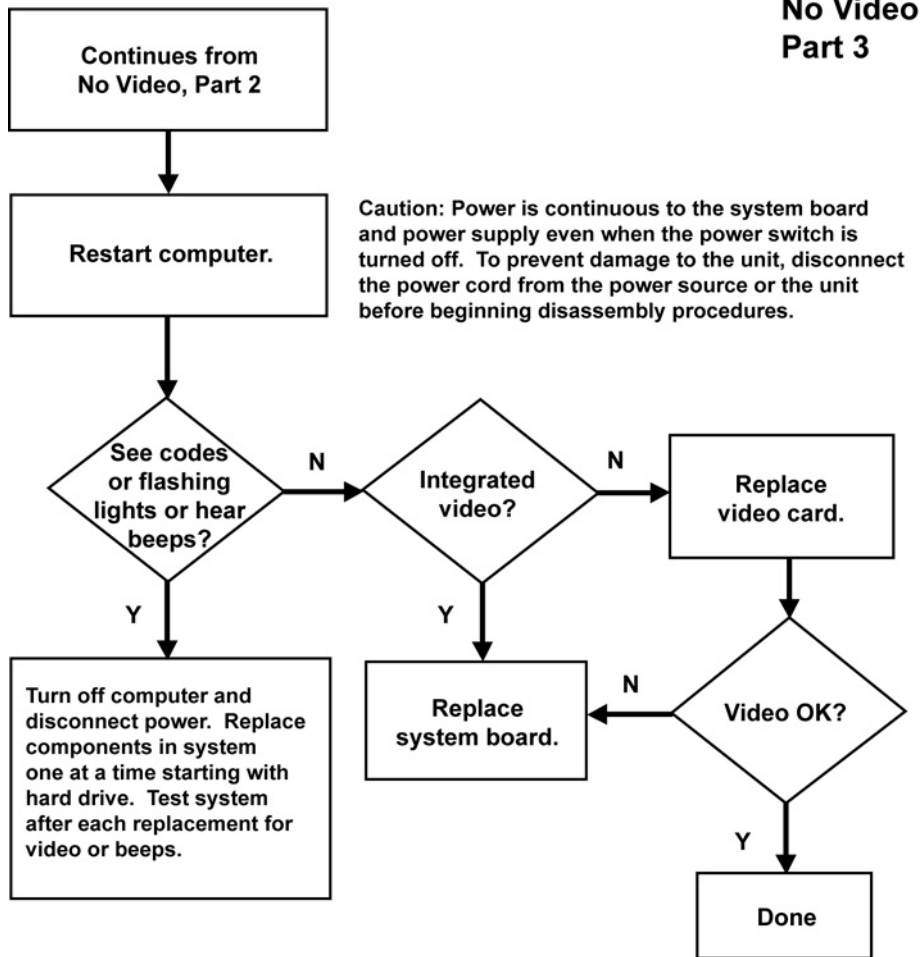 No Video
Part 3
Continues from
No Video, Part 2
Restart computer.
Caution: Power is continuous to the system board
and power supply even when the power switch is
turned off.  To prevent damage to the unit, disconnect
the power cord from the power source or the unit
before beginning disassembly procedures.
See codes
or flashing
lights or hear
beeps?
N
Integrated
video?
N
Replace
video card.
Y
Y
Turn off computer and
disconnect power.  Replace
components in system
one at a time starting with
hard drive.  Test system
after each replacement for
video or beeps.
Replace
system board.
N
Video OK?
Y
Done